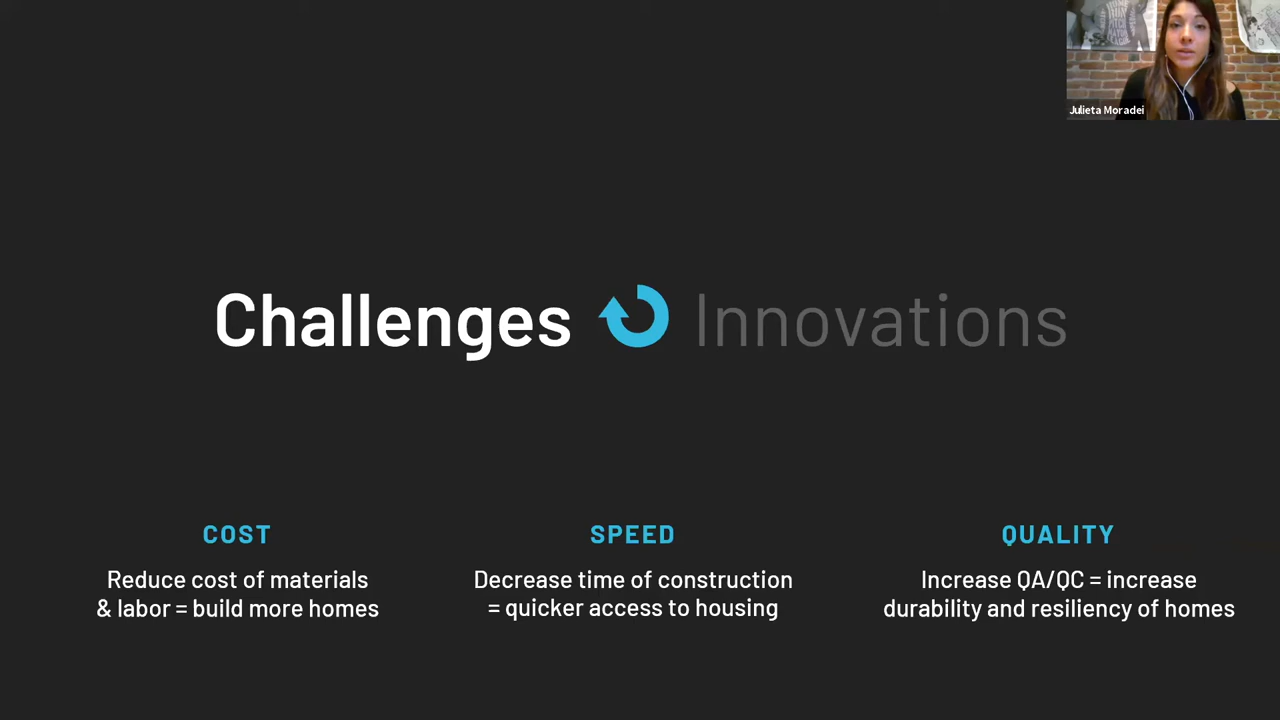 Julieta Moradei
Challenges Innovations
COST
Reduce cost of materials
& labor = build more homes
SPEED
Decrease time of construction
= quicker access to housing
QUALITY
Increase QA/QC = increase
durability and resiliency of homes